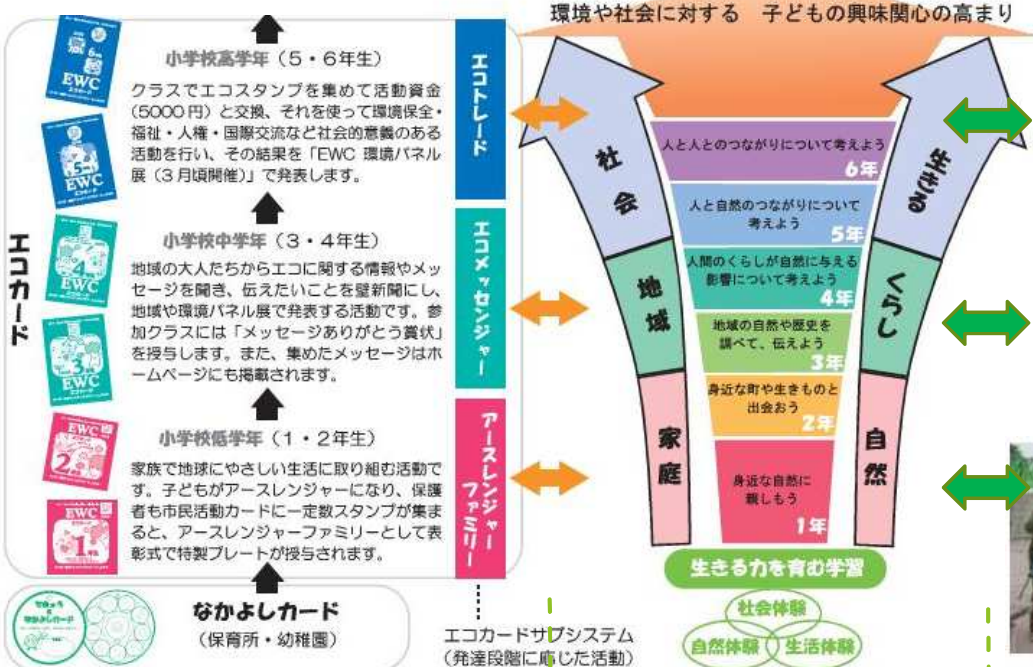 環境や社会に対する 子どもの興味関心の高まり
エコカード
小学校高学年（5・6年生）
クラスでエコスタンプを集めて活動資金
（5000円）と交換、それを使って環境保全・
福祉・人権・国際交流など社会的意義のある
活動を行い、その結果を「EWC 環境パネル
展（3月頃開催）」で発表します。
エコトレード
小学校中学年（3・4年生）
地域の大人たちからエコに関する情報やメッ
セージを聞き、伝えたいことを壁新聞にし、
地域や環境パネル展で発表する活動です。参
加クラスには「メッセージありがとう賞状」
を授与します。また、集めたメッセージはホ
ームページにも掲載されます。
エコメッセンジャー
小学校低学年（1・2年生）
家族で地球にやさしい生活に取り組む活動で
す。子どもがアースレンジャーになり、保護
者も市民活動カードに一定数スタンプが集ま
ると、アースレンジャーファミリーとして表
彰式で特製プレートが授与されます。
アースレンジャー
ファミリー
6年
EWC
エコカード
5年
EWC
エコカード
4年
EWC
3年
EWC
EWC
2年
EWC
1年
なかよしカード
（保育所・幼稚園）
エコカードサブシステム
（発達段階に応じた活動）
社会
地域
家庭
人と人とのつながりについて考えよう
6年
人と自然のつながりについて
考えよう
5年
人間のくらしが自然に与える
影響について考えよう
4年
地域の自然や歴史を
調べて、伝えよう
3年
身近な町や生きものと
出会おう
2年
身近な自然に
親しもう
1年
生きる
くらし
自然
生きる力を育む学習
社会体験
自然体験
生活体験